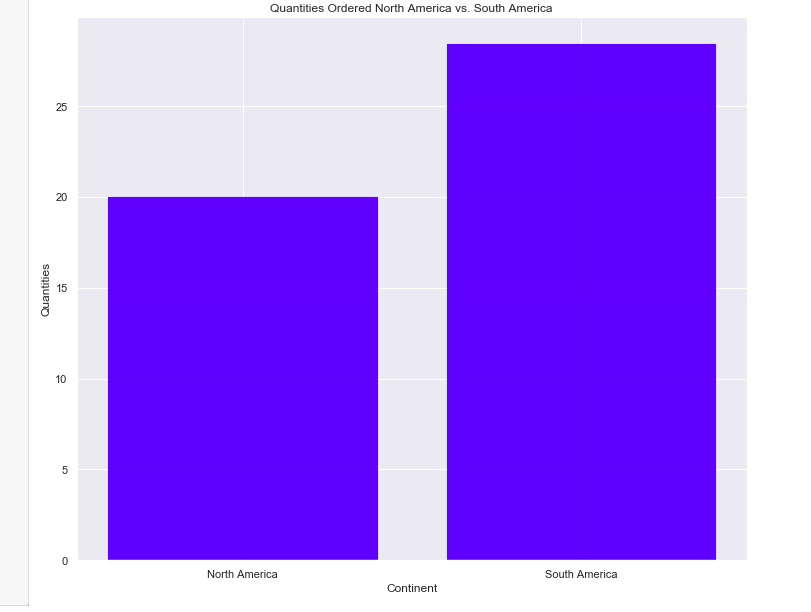 Quantities Ordered North America vs. South America
25
20
15
10
5
0
Quantities
North America
South America
Continent